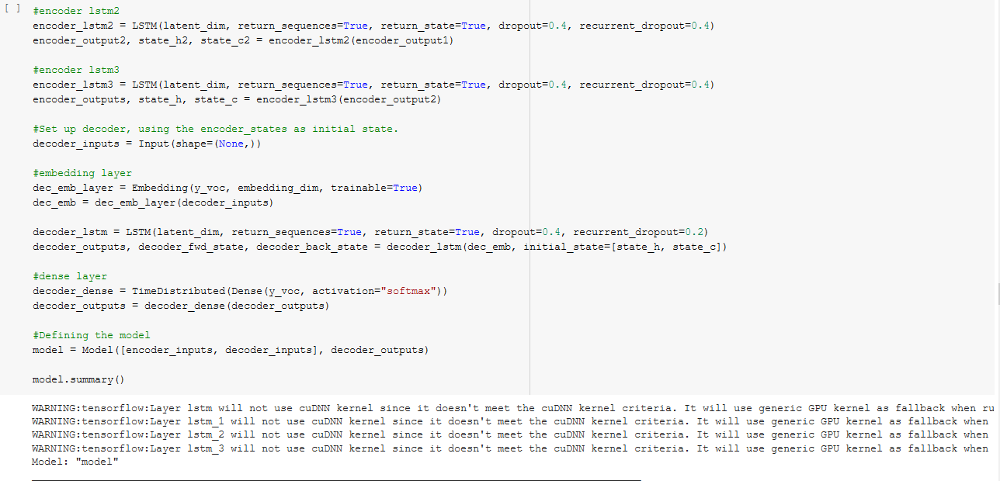 [ ] #encoder lstm2
encoder_lstm2 = LSTM(latent_dim, return_sequences=True, return_state=True, dropout=0.4, recurrent_dropout=0.4)
encoder_output2, state_h2, state_c2 = encoder_lstm2(encoder_output1)
#encoder lstm3
encoder_lstm3 = LSTM(latent_dim, return_sequences=True, return_state=True, dropout=0.4, recurrent_dropout=0.4)
encoder_outputs, state_h, state_c = encoder_lstm3(encoder_output2)
#Set up decoder, using the encoder_states as initial state.
decoder_inputs = Input(shape=(None,))
#embedding layer
dec_emb_layer = Embedding(y_voc, embedding_dim, trainable=True)
dec_emb = dec_emb_layer(decoder_inputs)
decoder_lstm = LSTM(latent_dim, return_sequences=True, return_state=True, dropout=0.4, recurrent_dropout=0.2)
decoder_outputs, decoder_fwd_state, decoder_back_state = decoder_lstm(dec_emb, initial_state=[state_h, state_c])
#dense layer
decoder_dense = TimeDistributed(Dense(y_voc, activation="softmax"))
decoder_outputs = decoder_dense(decoder_outputs)
#Defining the model
model = Model([encoder_inputs, decoder_inputs], decoder_outputs)
model.summary()
WARNING:tensorflow:Layer lstm will not use cuDNN kernel since it doesn't meet the cuDNN kernel criteria. It will use generic GPU kernel as fallback when ru
WARNING:tensorflow:Layer lstm_1 will not use cuDNN kernel since it doesn't meet the cuDNN kernel criteria. It will use generic GPU kernel as fallback when
WARNING:tensorflow:Layer lstm_2 will not use cuDNN kernel since it doesn't meet the cuDNN kernel criteria. It will use generic GPU kernel as fallback when
WARNING:tensorflow:Layer lstm_3 will not use cuDNN kernel since it doesn't meet the cuDNN kernel criteria. It will use generic GPU kernel as fallback when
Model: "model"